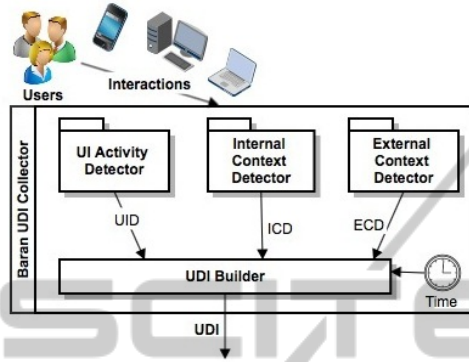 Users
Interactions
Baran UDI Collector
UI Activity
Detector
Internal
Context
Detector
External
Context
Detector
UID
ICD
ECD
UDI Builder
Time
UDI
SCITE